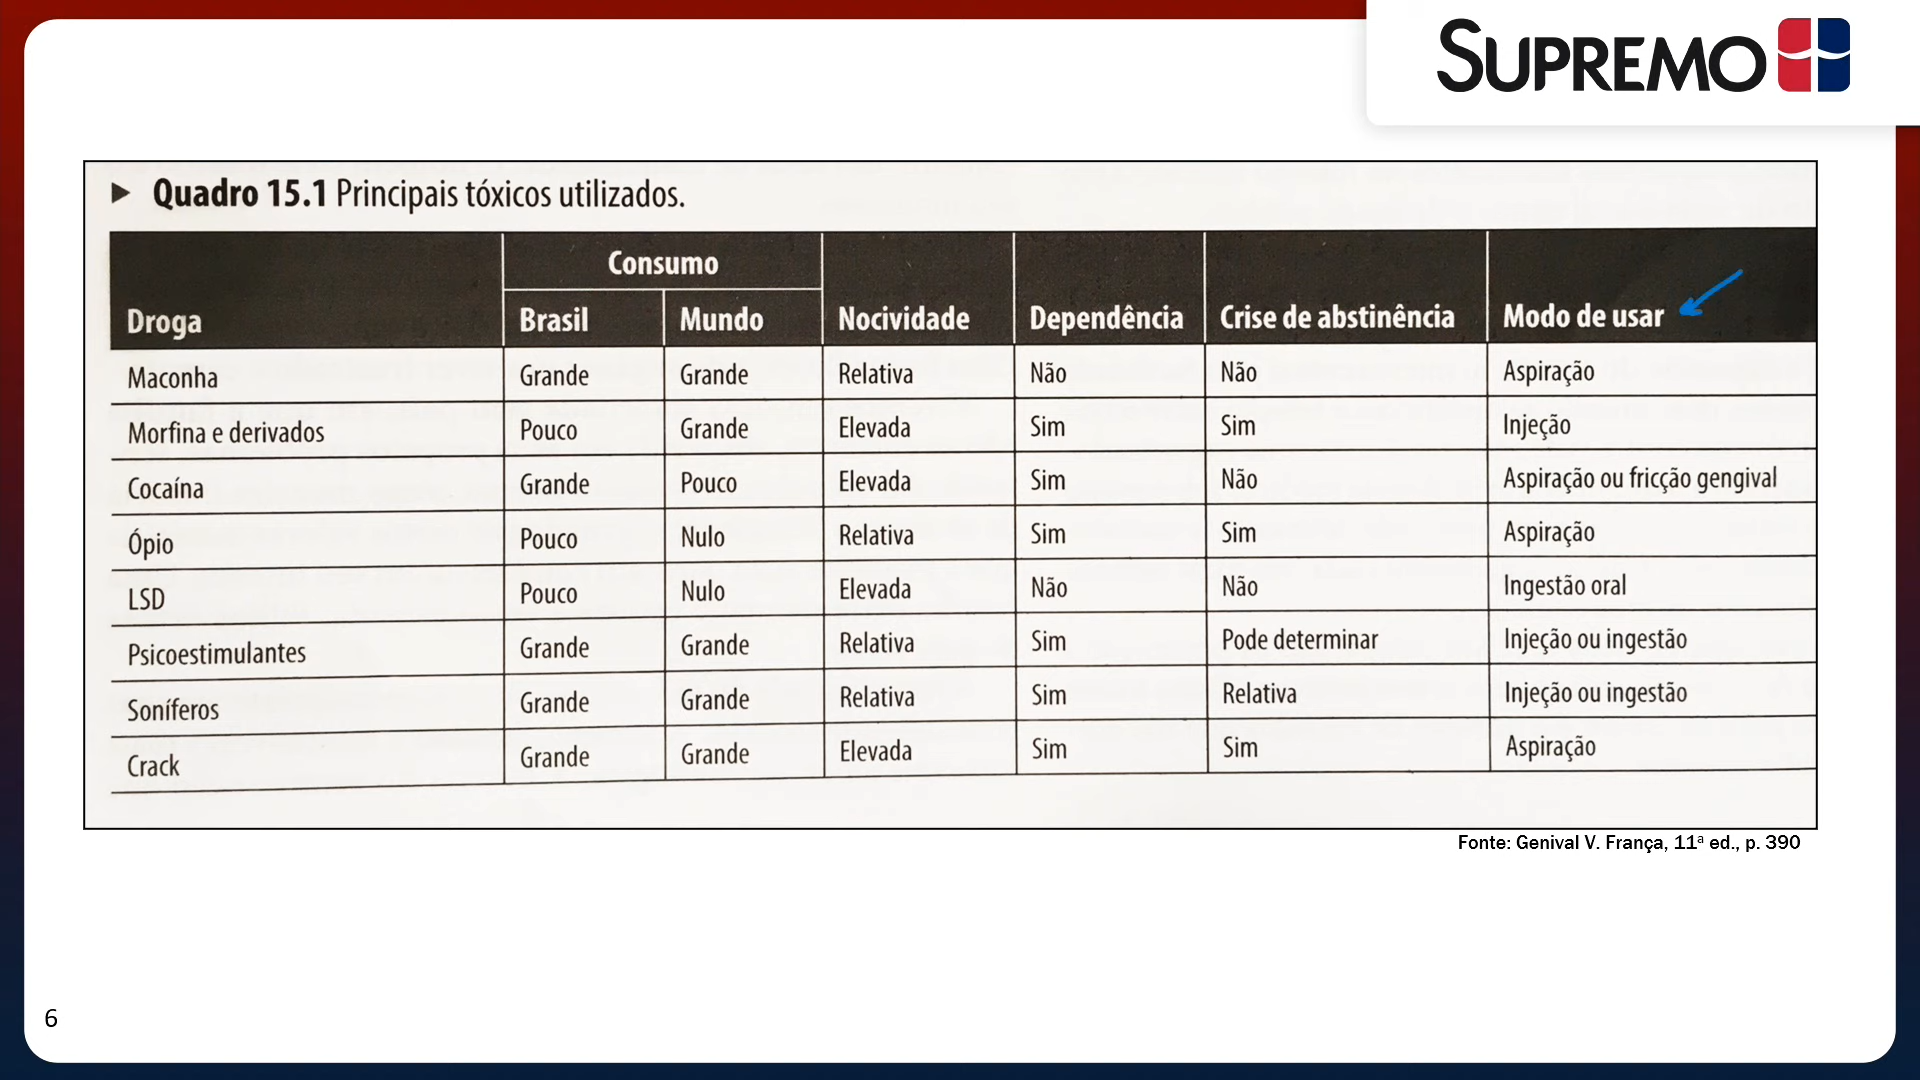 SUPREMO
Quadro 15.1 Principais tóxicos utilizados.
Droga Consumo Nocividade Dependência Crise de abstinência Modo de usar
Brasil Mundo
Maconha Grande Grande Relativa Não Não Aspiração
Morfina e derivados Pouco Grande Elevada Sim Sim Injeção
Cocaína Grande Pouco Elevada Sim Não Aspiração ou fricção gengival
Ópio Pouco Nulo Relativa Sim Sim Aspiração
LSD Pouco Nulo Elevada Não Não Ingestão oral
Psicoestimulantes Grande Grande Relativa Sim Pode determinar Injeção ou ingestão
Soníferos Grande Grande Relativa Sim Relativa Injeção ou ingestão
Crack Grande Grande Elevada Sim Sim Aspiração
Fonte: Genival V. França, 11ª ed., p. 390
6